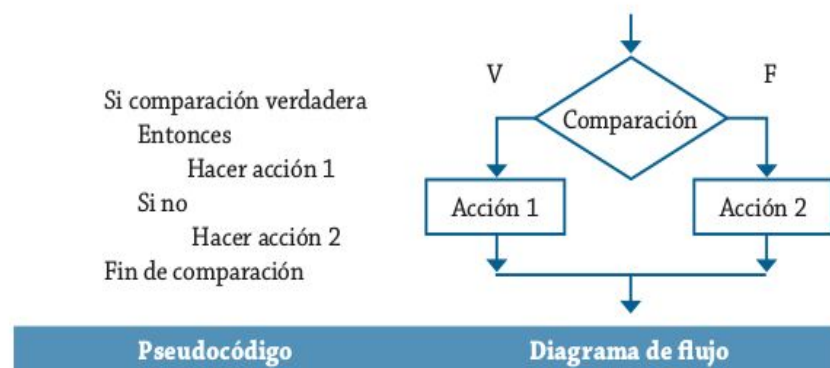 Si comparación verdadera
Entonces
Hacer acción 1
Si no
Hacer acción 2
Fin de comparación
V
F
Comparación
Acción 1
Acción 2
Pseudocódigo
Diagrama de flujo